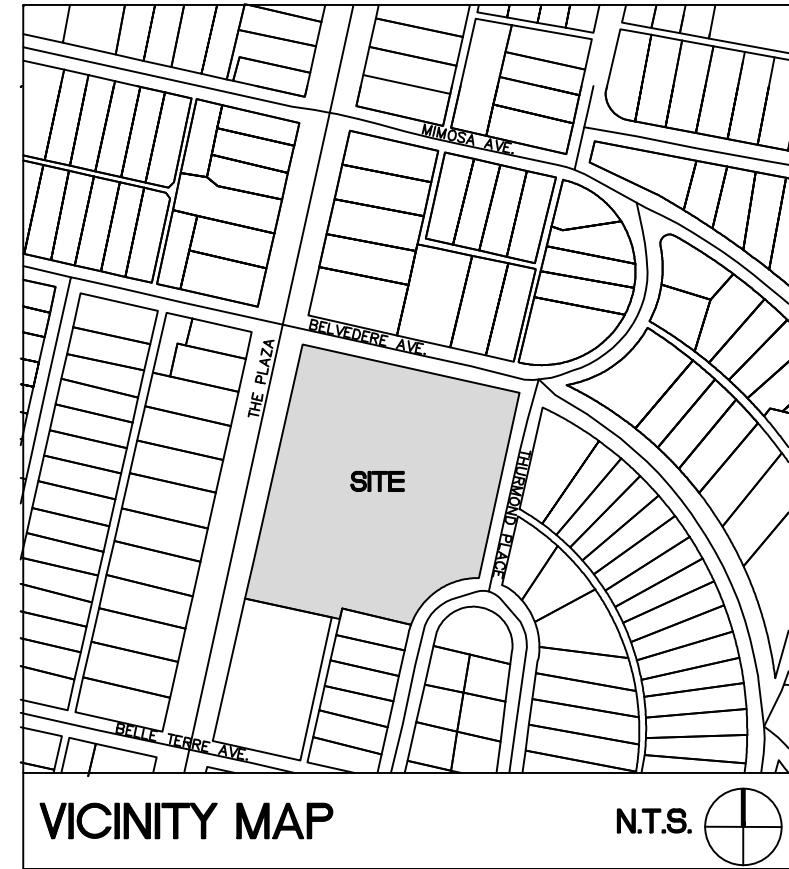 MIMOSA AVE.
BELVEDERE AVE.
THE PLAZA
SITE
THURMOND PLACE
BELLE TERRE AVE.
VICINITY MAP
N.T.S.